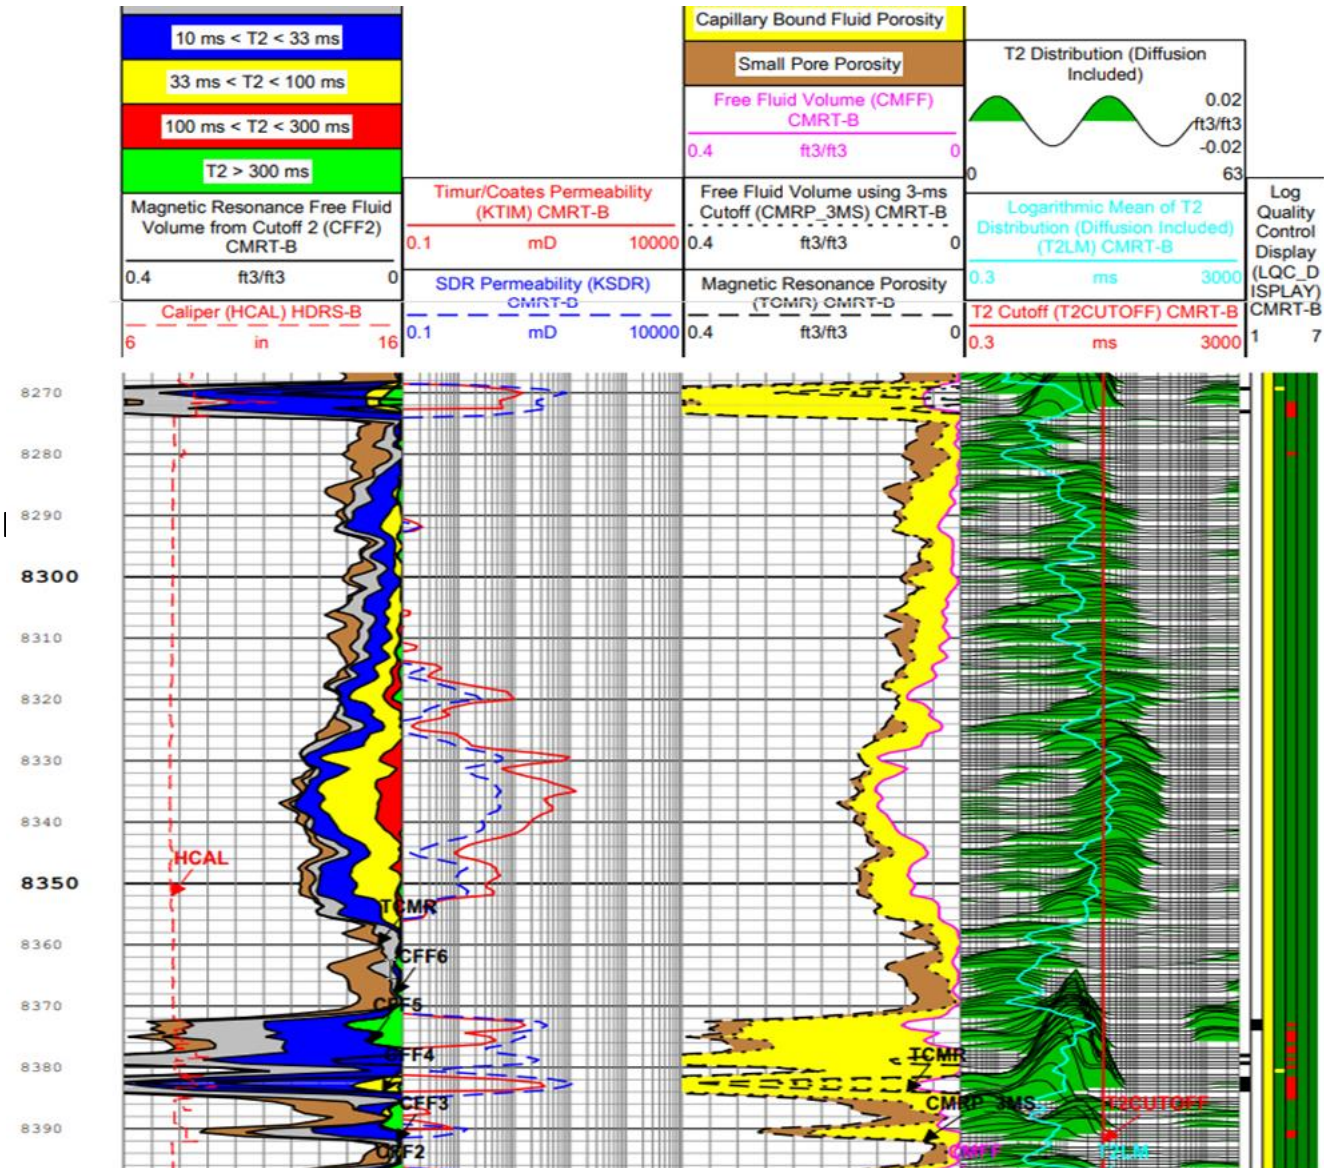 10 ms < T2 < 33 ms
33 ms < T2 < 100 ms
100 ms < T2 < 300 ms
T2 > 300 ms
Magnetic Resonance Free Fluid
Volume from Cutoff 2 (CFF2)
CMRT-B
0.4 ft3/ft3 0
Caliper (HCAL) HDRS-B
6 in 16
Timur/Coates Permeability
(KTIM) CMRT-B
0.1 mD 10000
SDR Permeability (KSDR)
CMRT-B
0.1 mD 10000
Capillary Bound Fluid Porosity
Small Pore Porosity
Free Fluid Volume (CMFF)
CMRT-B
0.4 ft3/ft3 0
Free Fluid Volume using 3-ms
Cutoff (CMRP_3MS) CMRT-B
0.4 ft3/ft3 0
Magnetic Resonance Porosity
(TCMR) CMRT-B
0.4 ft3/ft3 0
T2 Distribution (Diffusion
Included)
0.02
ft3/ft3
-0.02
0 63
Logarithmic Mean of T2
Distribution (Diffusion Included)
(T2LM) CMRT-B
0.3 ms 3000
T2 Cutoff (T2CUTOFF) CMRT-B
0.3 ms 3000
Log
Quality
Control
Display
(LQC_D
ISPLAY)
CMRT-B
1 7
8270
8280
8290
8300
8310
8320
8330
8340
HCAL
8350
TCMR
8360
CFF6
8370
CFF5
CFF4 TCMR
8380
CFF3 CMRP_3MS T2CUTOFF
8390
CFF2 CMFF T2LM